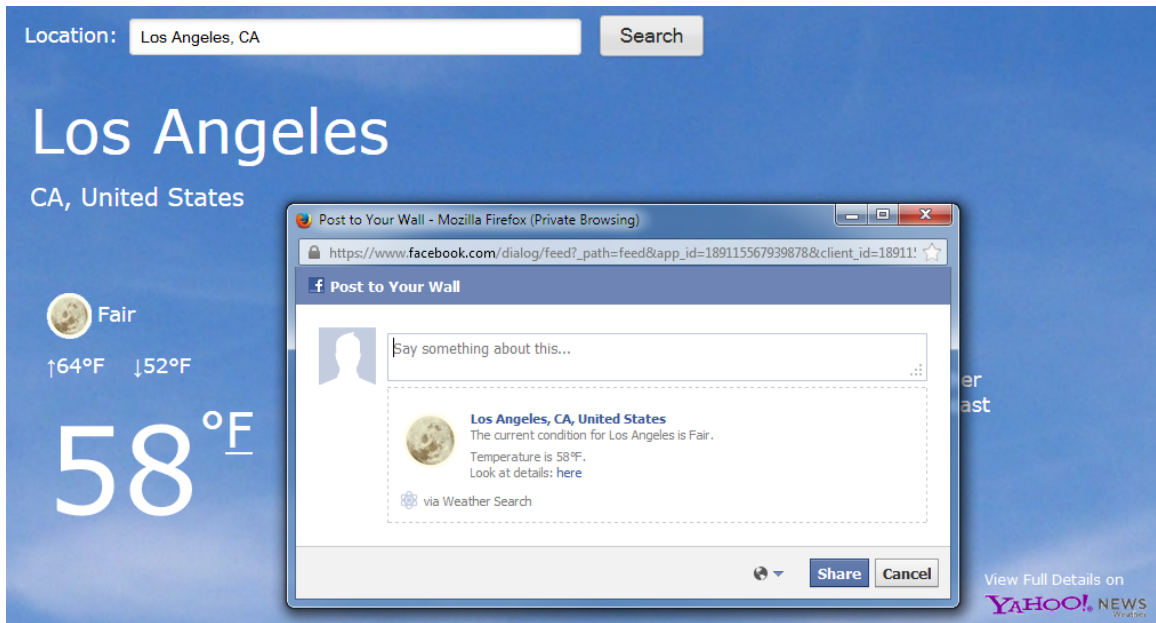 Location: Los Angeles, CA Search
Los Angeles
CA, United States
Fair
↑64°F ↓52°F
58°F
Post to Your Wall - Mozilla Firefox (Private Browsing)
https://www.facebook.com/dialog/feed?_path=feed&app_id=189115567939878&client_id=18911
Post to Your Wall
Say something about this...
Los Angeles, CA, United States
The current condition for Los Angeles is Fair.
Temperature is 58°F.
Look at details: here
via Weather Search
Share Cancel
er
ast
View Full Details on
YAHOO! NEWS
Weather